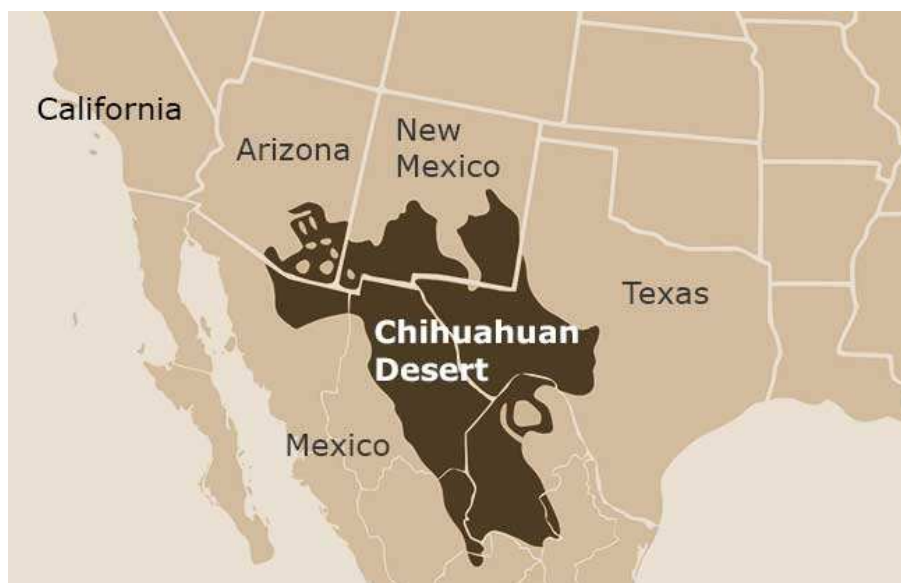 California
Arizona
New
Mexico
Texas
Chihuahuan
Desert
Mexico